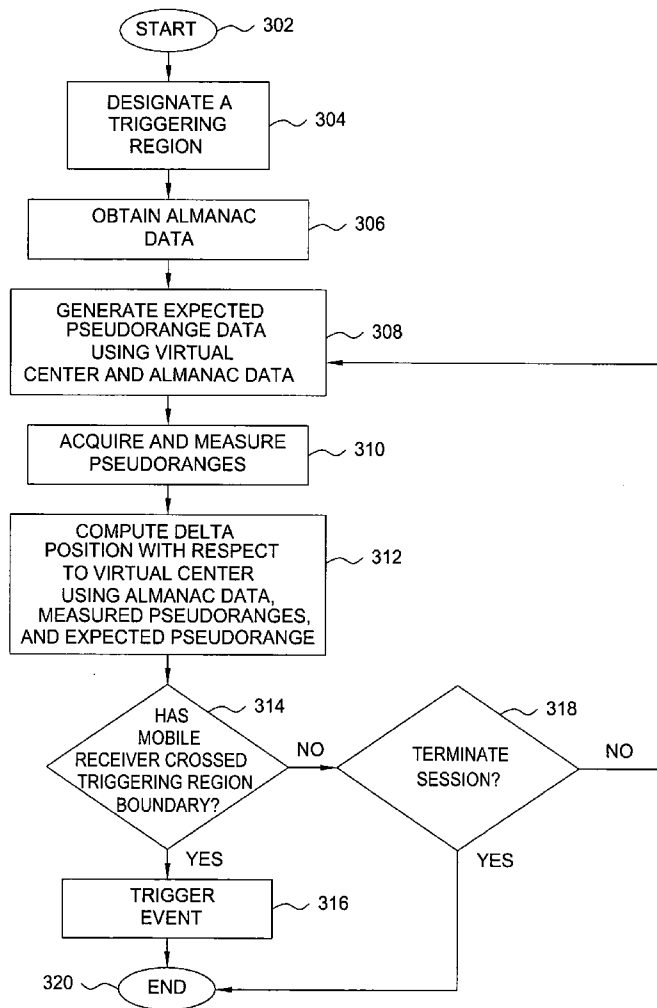 START
302
DESIGNATE A
TRIGGERING
REGION
304
OBTAIN ALMANAC
DATA
306
GENERATE EXPECTED
PSEUDORANGE DATA
USING VIRTUAL
CENTER AND ALMANAC DATA
308
ACQUIRE AND MEASURE
PSEUDORANGES
310
COMPUTE DELTA
POSITION WITH RESPECT
TO VIRTUAL CENTER
USING ALMANAC DATA,
MEASURED PSEUDORANGES,
AND EXPECTED PSEUDORANGE
312
HAS
MOBILE
RECEIVER CROSSED
TRIGGERING REGION
BOUNDARY?
314
NO
YES
TERMINATE
SESSION?
318
NO
YES
TRIGGER
EVENT
316
320
END